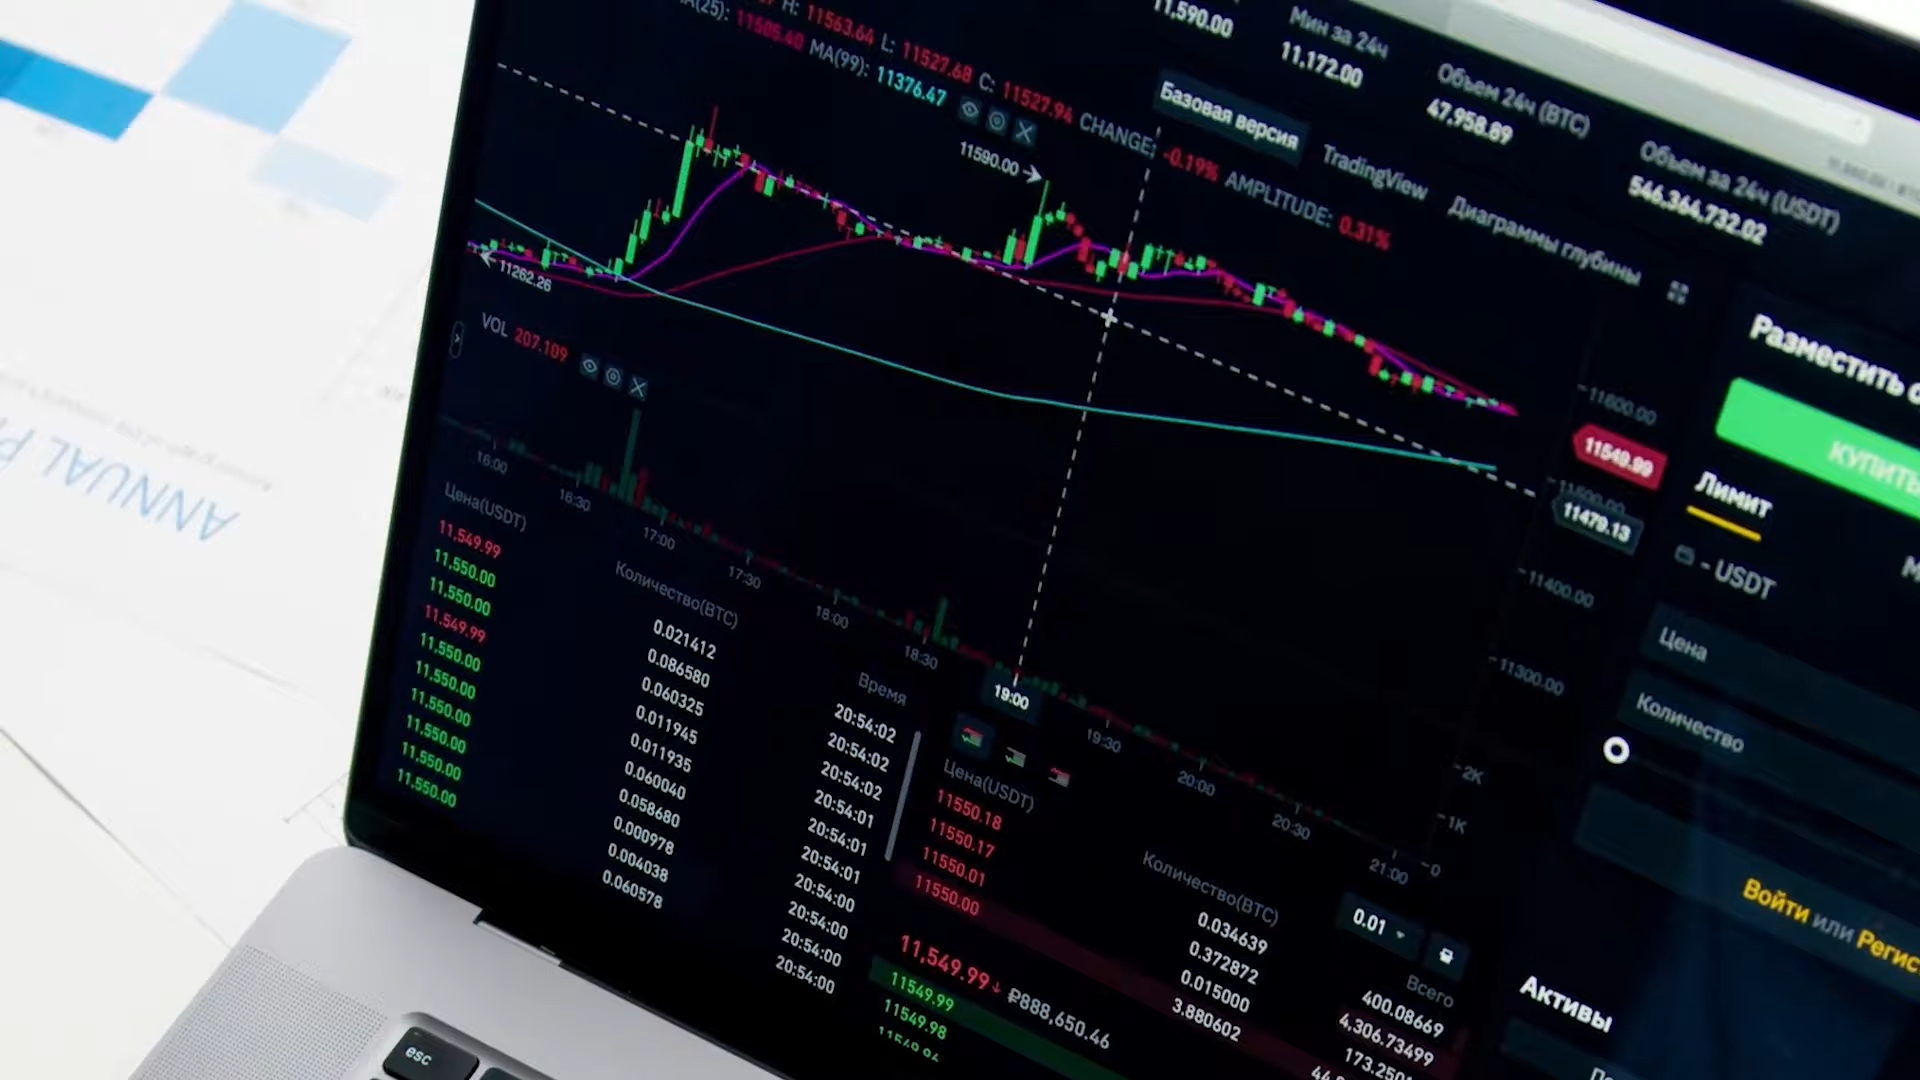 H: 11563.64 L: 11527.68 C: 11527.94 CHANGE: -0.19% AMPLITUDE: 0.31%
11505.40 MA(99): 11376.47
11,590.00
Мин за 24ч
11,172.00
Объем 24ч (BTC)
47,958.89
Объем за 24ч (USDT)
546,364,732.02
Базовая версия
TradingView
Диаграммы глубины
11590.00
11262.26
VOL 207.109
11600.00
11549.99
11479.13
11400.00
11300.00
2K
1K
0
16:00
16:30
17:00
17:30
18:00
18:30
19:00
19:30
20:00
20:30
21:00
Цена(USDT) Количество(BTC) Время
11,549.99 0.021412 20:54:02
11,550.00 0.086580 20:54:02
11,550.00 0.060325 20:54:02
11,549.99 0.011945 20:54:01
11,550.00 0.011935 20:54:01
11,550.00 0.060040 20:54:01
11,550.00 0.058680 20:54:00
11,550.00 0.000978 20:54:00
11,550.00 0.004038 20:54:00
11,550.00 0.060578 20:54:00
0.01
Цена(USDT) Количество(BTC) Всего
11550.18 0.034639 400.08669
11550.17 0.372872 4,306.73499
11550.01 0.015000
11550.00 3.880602
11,549.99↓ ₽888,650.46
11549.99
11549.98
11549.94
Разместить
КУПИТЬ
Лимит
- USDT
Цена
Количество
Войти или
Активы
ANNUAL
esc